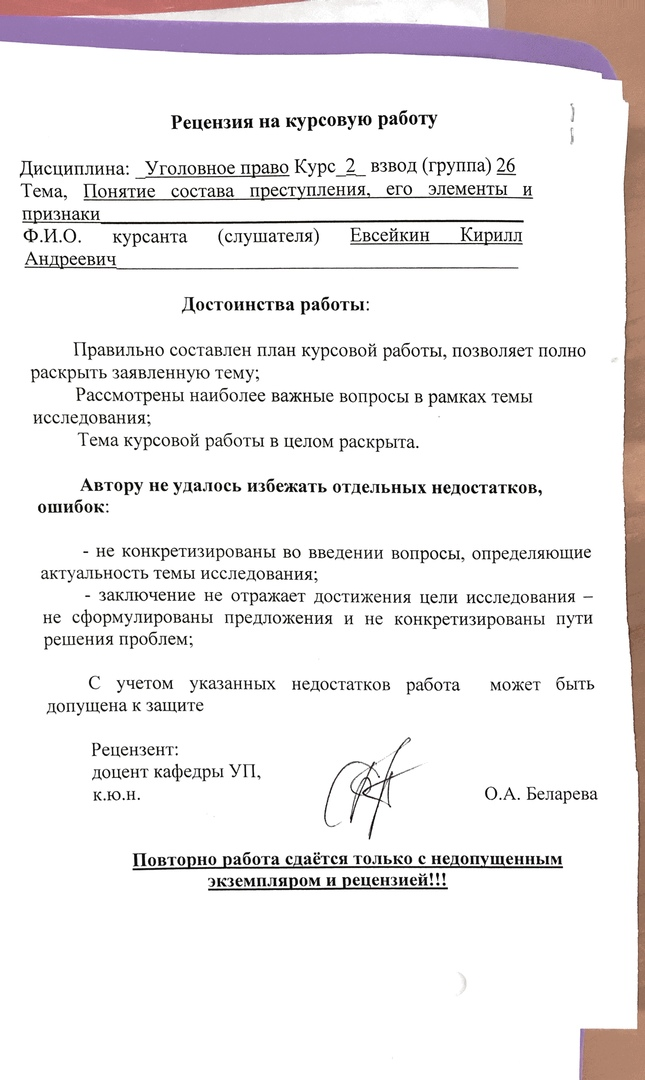 Рецензия на курсовую работу
Дисциплина: _Уголовное право Курс_2_ взвод (группа) 26
Тема, Понятие состава преступления, его элементы и
признаки
Ф.И.О. курсанта (слушателя) Евсейкин Кирилл
Андреевич
Достоинства работы:
Правильно составлен план курсовой работы, позволяет полно
раскрыть заявленную тему;
Рассмотрены наиболее важные вопросы в рамках темы
исследования;
Тема курсовой работы в целом раскрыта.
Автору не удалось избежать отдельных недостатков,
ошибок:
- не конкретизированы во введении вопросы, определяющие
актуальность темы исследования;
- заключение не отражает достижения цели исследования –
не сформулированы предложения и не конкретизированы пути
решения проблем;
С учетом указанных недостатков работа может быть
допущена к защите
Рецензент:
доцент кафедры УП,
к.ю.н. О.А. Беларева
Повторно работа сдаётся только с недопущенным
экземпляром и рецензией!!!